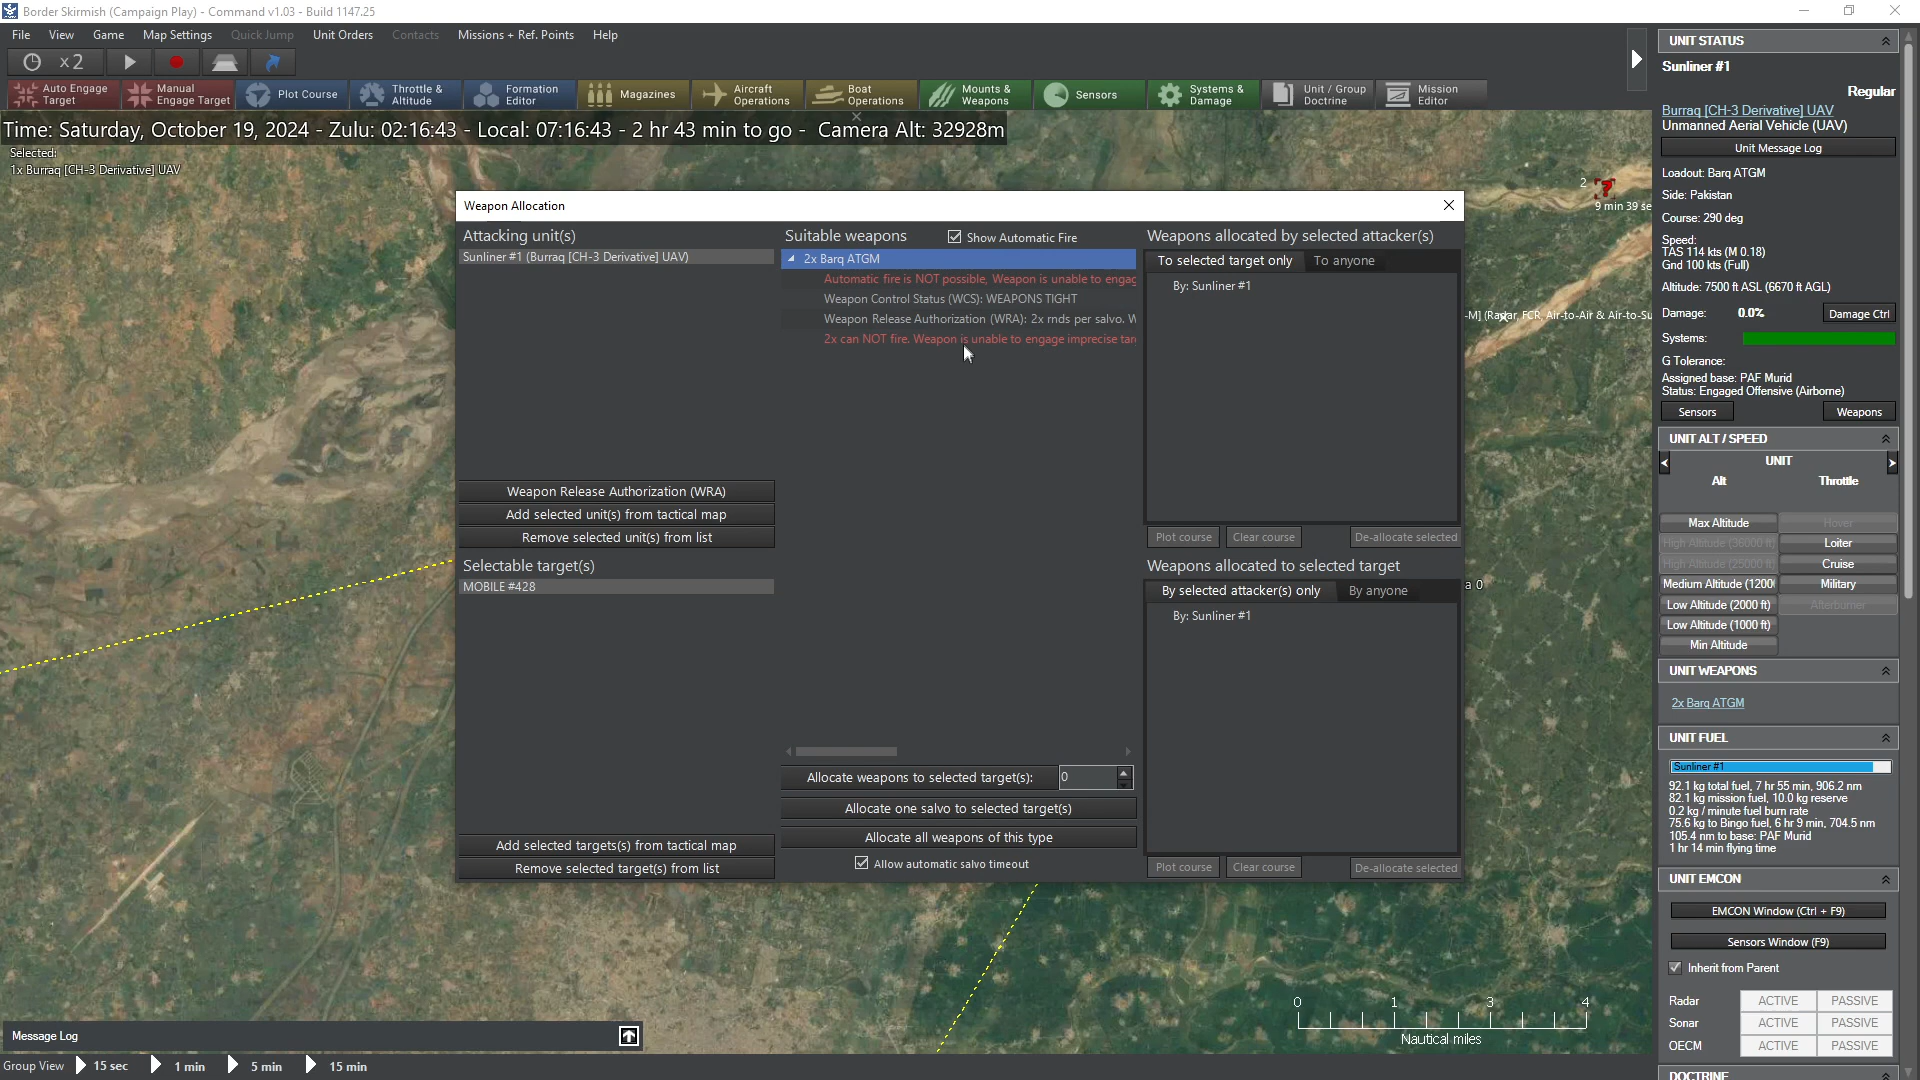 Border Skirmish (Campaign Play) - Command v1.03 - Build 1147.25
File View Game Map Settings Quick Jump Unit Orders Contacts Missions + Ref. Points Help
x 2
Auto Engage Target
Manual Engage Target
Plot Course
Throttle & Altitude
Formation Editor
Magazines
Aircraft Operations
Boat Operations
Mounts & Weapons
Sensors
Systems & Damage
Unit / Group Doctrine
Mission Editor
Time: Saturday, October 19, 2024 - Zulu: 02:16:43 - Local: 07:16:43 - 2 hr 43 min to go - Camera Alt: 32928m
Selected:
1x Burraq [CH-3 Derivative] UAV
2 ?
9 min 39 se
-M] (Radar, FCR, Air-to-Air & Air-to-Su
a 0
Weapon Allocation
Attacking unit(s)
Sunliner #1 (Burraq [CH-3 Derivative] UAV)
Weapon Release Authorization (WRA)
Add selected unit(s) from tactical map
Remove selected unit(s) from list
Selectable target(s)
MOBILE #428
Add selected targets(s) from tactical map
Remove selected target(s) from list
Suitable weapons
Show Automatic Fire
2x Barq ATGM
Automatic fire is NOT possible, Weapon is unable to engag
Weapon Control Status (WCS): WEAPONS TIGHT
Weapon Release Authorization (WRA): 2x rnds per salvo. W
2x can NOT fire. Weapon is unable to engage imprecise tar
Allocate weapons to selected target(s): 0
Allocate one salvo to selected target(s)
Allocate all weapons of this type
Allow automatic salvo timeout
Weapons allocated by selected attacker(s)
To selected target only To anyone
By: Sunliner #1
Plot course Clear course De-allocate selected
Weapons allocated to selected target
By selected attacker(s) only By anyone
By: Sunliner #1
Plot course Clear course De-allocate selected
0 1 2 3 4
Nautical miles
Message Log
Group View 15 sec 1 min 5 min 15 min
UNIT STATUS
Sunliner #1
Regular
Burraq [CH-3 Derivative] UAV
Unmanned Aerial Vehicle (UAV)
Unit Message Log
Loadout: Barq ATGM
Side: Pakistan
Course: 290 deg
Speed:
TAS 114 kts (M 0.18)
Gnd 100 kts (Full)
Altitude: 7500 ft ASL (6670 ft AGL)
Damage: 0.0% Damage Ctrl
Systems:
G Tolerance:
Assigned base: PAF Murid
Status: Engaged Offensive (Airborne)
Sensors Weapons
UNIT ALT / SPEED
UNIT
Alt Throttle
Max Altitude Hover
High Altitude (36000 ft) Loiter
High Altitude (25000 ft) Cruise
Medium Altitude (1200 Military
Low Altitude (2000 ft) Afterburner
Low Altitude (1000 ft)
Min Altitude
UNIT WEAPONS
2x Barq ATGM
UNIT FUEL
Sunliner #1
92.1 kg total fuel, 7 hr 55 min, 906.2 nm
82.1 kg mission fuel, 10.0 kg reserve
0.2 kg / minute fuel burn rate
75.6 kg to Bingo fuel, 6 hr 9 min, 704.5 nm
105.4 nm to base: PAF Murid
1 hr 14 min flying time
UNIT EMCON
EMCON Window (Ctrl + F9)
Sensors Window (F9)
Inherit from Parent
Radar ACTIVE PASSIVE
Sonar ACTIVE PASSIVE
OECM ACTIVE PASSIVE
DOCTRINE